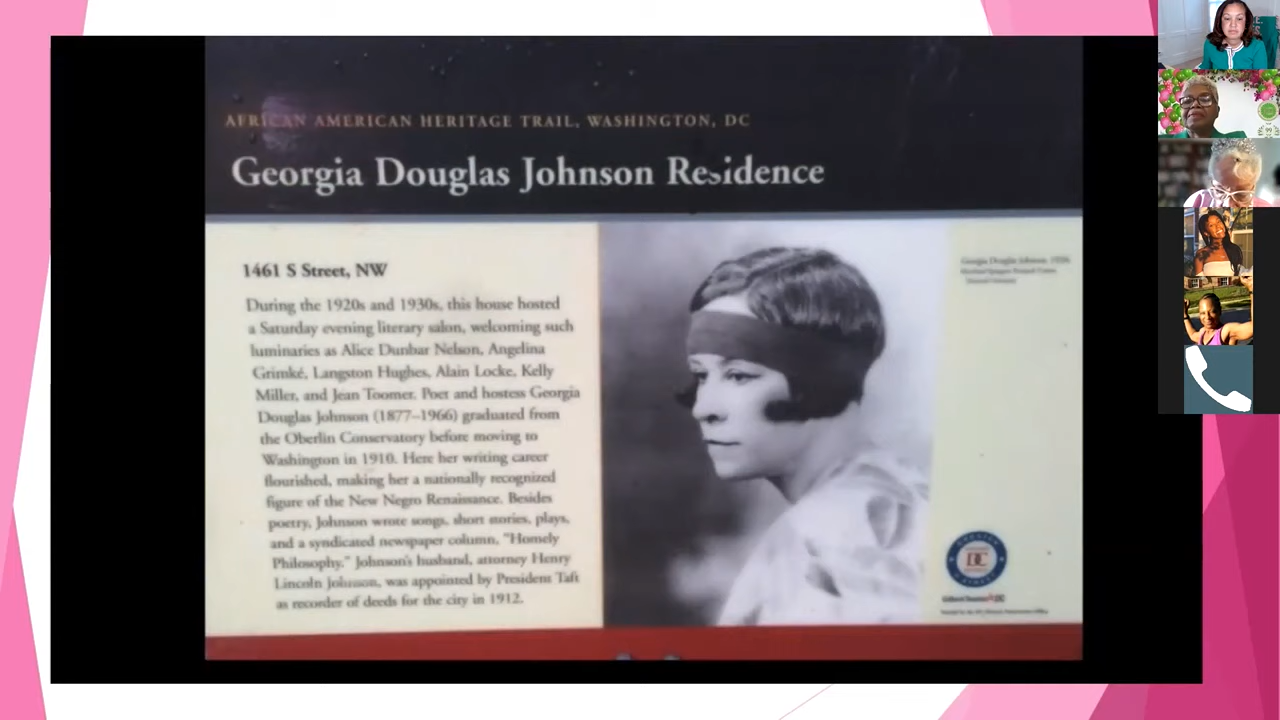 AFRICAN AMERICAN HERITAGE TRAIL, WASHINGTON, DC
Georgia Douglas Johnson Residence
1461 S Street, NW
During the 1920s and 1930s, this house hosted
a Saturday evening literary salon, welcoming such
luminaries as Alice Dunbar Nelson, Angelina
Grimké, Langston Hughes, Alain Locke, Kelly
Miller, and Jean Toomer. Poet and hostess Georgia
Douglas Johnson (1877–1966) graduated from
the Oberlin Conservatory before moving to
Washington in 1910. Here her writing career
flourished, making her a nationally recognized
figure of the New Negro Renaissance. Besides
poetry, Johnson wrote songs, short stories, plays,
and a syndicated newspaper column, "Homely
Philosophy." Johnson's husband, attorney Henry
Lincoln Johnson, was appointed by President Taft
as recorder of deeds for the city in 1912.
Georgia Douglas Johnson,
DC
99